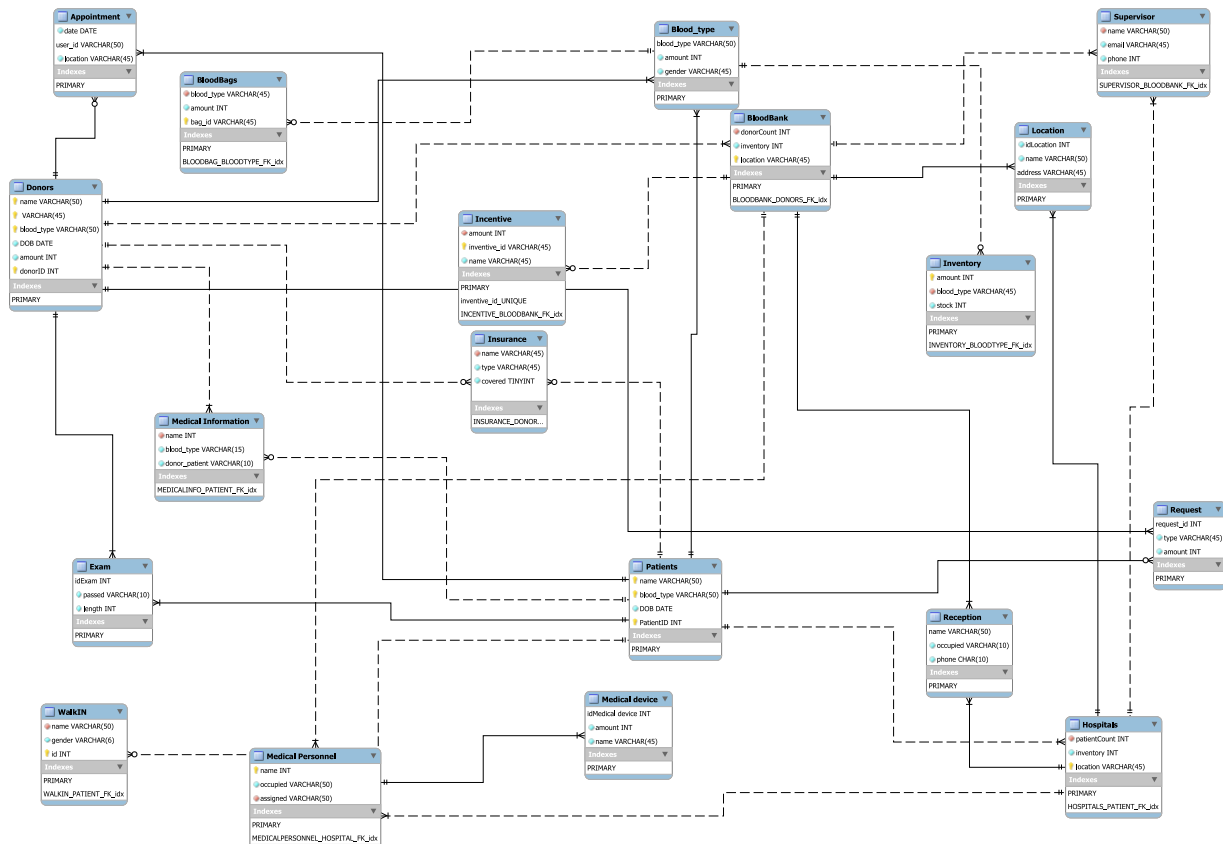 Appointment
date DATE
user_id VARCHAR(50)
location VARCHAR(45)
Indexes
PRIMARY
BloodBags
blood_type VARCHAR(45)
amount INT
bag_id VARCHAR(45)
Indexes
PRIMARY
BLOODBAG_BLOODTYPE_FK_idx
Blood_type
blood_type VARCHAR(50)
amount INT
gender VARCHAR(45)
Indexes
PRIMARY
Supervisor
name VARCHAR(50)
email VARCHAR(45)
phone INT
Indexes
SUPERVISOR_BLOODBANK_FK_idx
BloodBank
donorCount INT
inventory INT
location VARCHAR(45)
Indexes
PRIMARY
BLOODBANK_DONORS_FK_idx
Location
idLocation INT
name VARCHAR(50)
address VARCHAR(45)
Indexes
PRIMARY
Donors
name VARCHAR(50)
VARCHAR(45)
blood_type VARCHAR(50)
DOB DATE
amount INT
donorID INT
Indexes
PRIMARY
Incentive
amount INT
inventive_id VARCHAR(45)
name VARCHAR(45)
Indexes
PRIMARY
inventive_id_UNIQUE
INCENTIVE_BLOODBANK_FK_idx
Inventory
amount INT
blood_type VARCHAR(45)
stock INT
Indexes
PRIMARY
INVENTORY_BLOODTYPE_FK_idx
Insurance
name VARCHAR(45)
type VARCHAR(45)
covered TINYINT
Indexes
INSURANCE_DONOR...
Medical Information
name INT
blood_type VARCHAR(15)
donor_patient VARCHAR(10)
Indexes
MEDICALINFO_PATIENT_FK_idx
Request
request_id INT
type VARCHAR(45)
amount INT
Indexes
PRIMARY
Exam
idExam INT
passed VARCHAR(10)
length INT
Indexes
PRIMARY
Patients
name VARCHAR(50)
blood_type VARCHAR(50)
DOB DATE
PatientID INT
Indexes
PRIMARY
Reception
name VARCHAR(50)
occupied VARCHAR(10)
phone CHAR(10)
Indexes
PRIMARY
WalkIN
name VARCHAR(50)
gender VARCHAR(6)
id INT
Indexes
PRIMARY
WALKIN_PATIENT_FK_idx
Medical Personnel
name INT
occupied VARCHAR(50)
assigned VARCHAR(50)
Indexes
PRIMARY
MEDICALPERSONNEL_HOSPITAL_FK_idx
Medical device
idMedical device INT
amount INT
name VARCHAR(45)
Indexes
PRIMARY
Hospitals
patientCount INT
inventory INT
location VARCHAR(45)
Indexes
PRIMARY
HOSPITALS_PATIENT_FK_idx